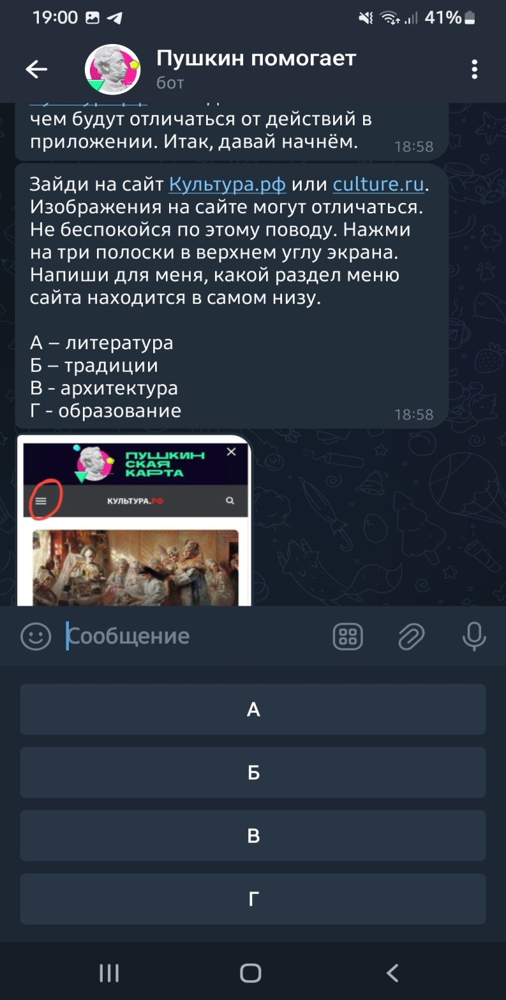 19:00
41%
Пушкин помогает
бот
чем будут отличаться от действий в
приложении. Итак, давай начнём.
18:58
Зайди на сайт Культура.рф или culture.ru.
Изображения на сайте могут отличаться.
Не беспокойся по этому поводу. Нажми
на три полоски в верхнем углу экрана.
Напиши для меня, какой раздел меню
сайта находится в самом низу.
А – литература
Б – традиции
В - архитектура
Г - образование
18:58
ПУШКИН
СКАЯ
КАРТА
КУЛЬТУРА.РФ
Сообщение
А
Б
В
Г